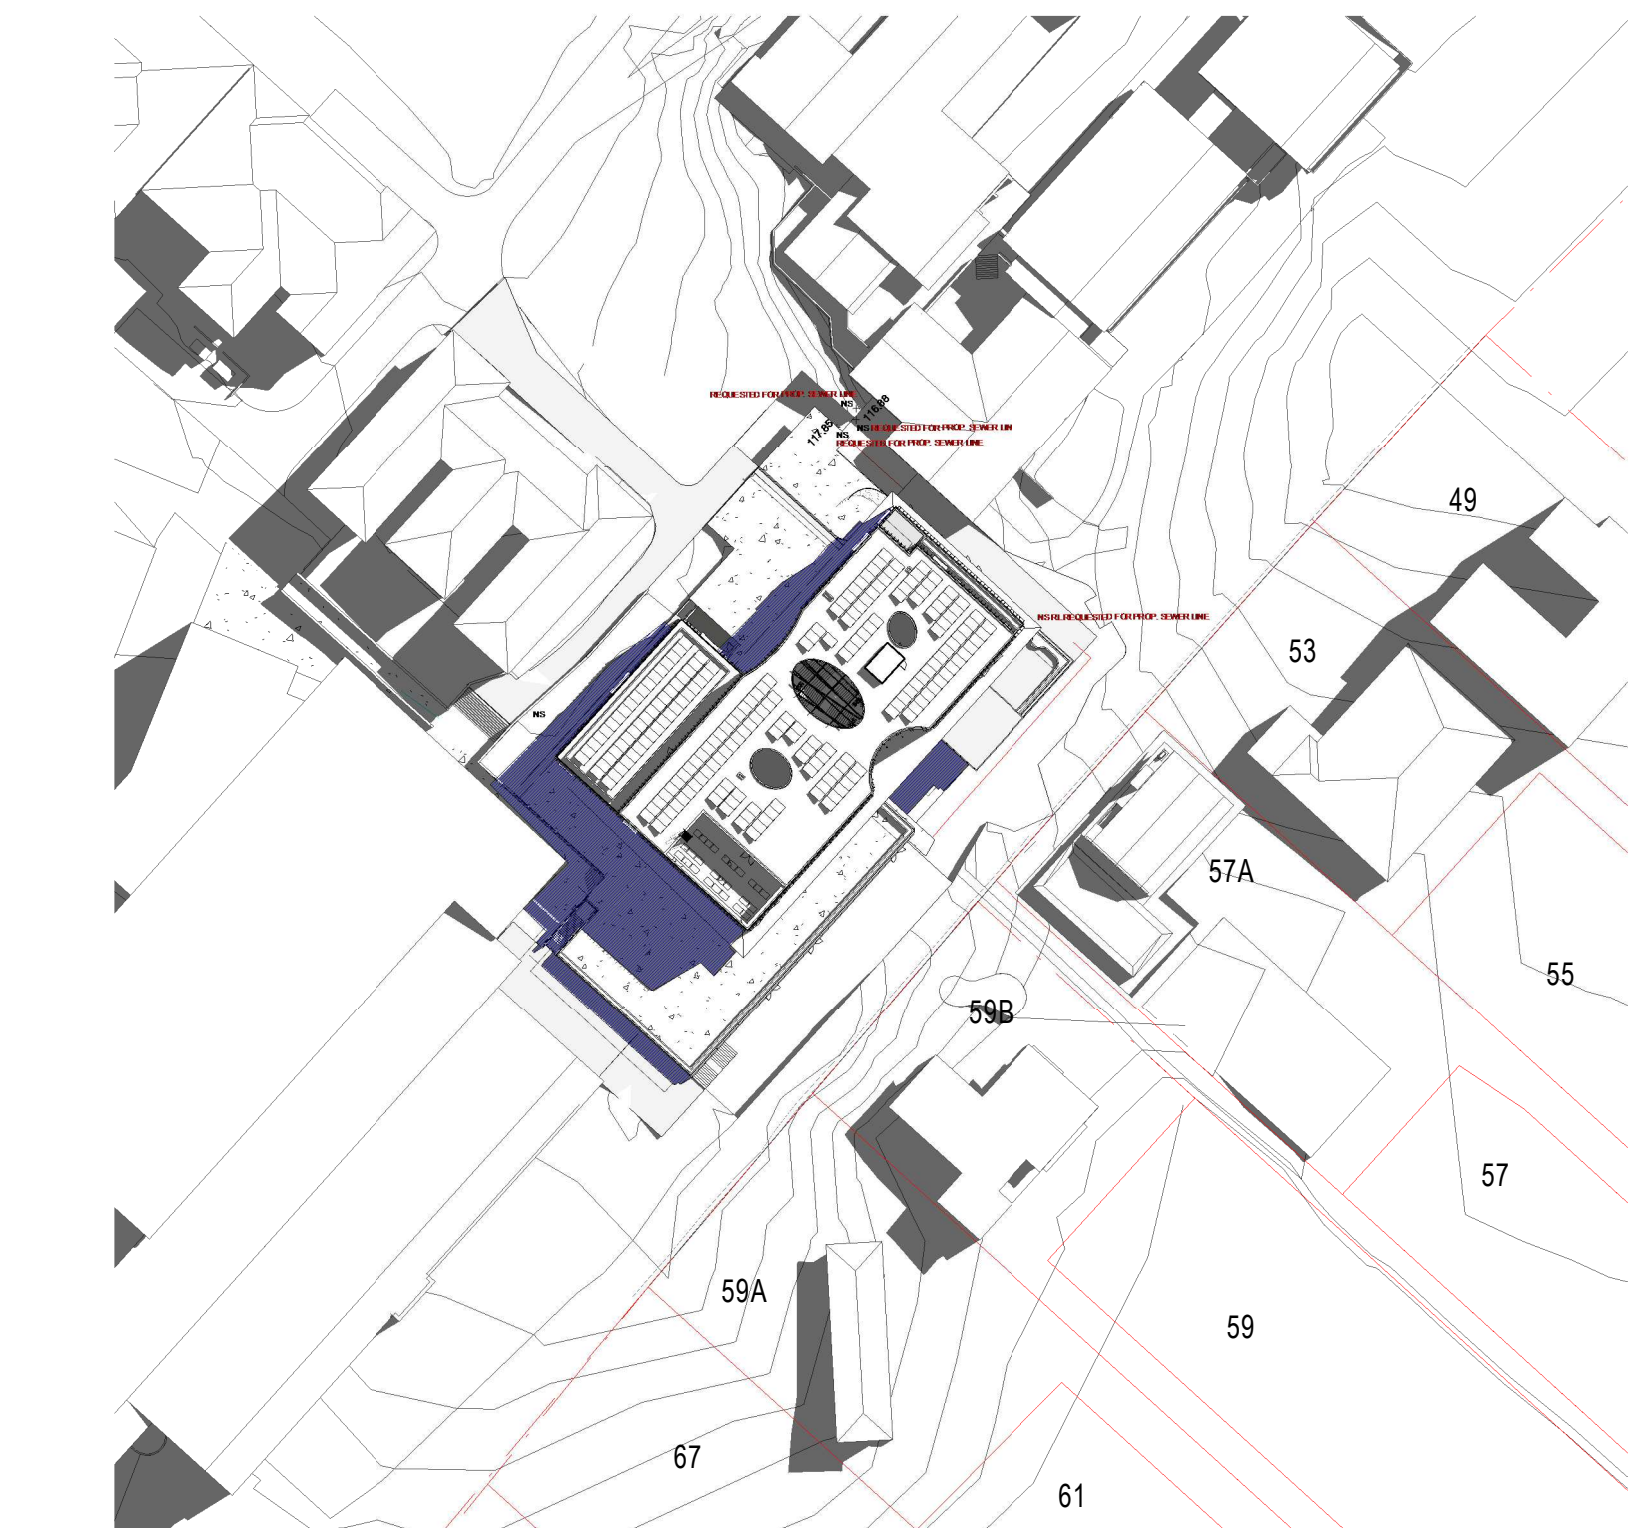 REQUESTED FOR PROP. SEWER LINE
NS
116.88
117.85
NS REQUESTED FOR PROP. SEWER LIN
NS
REQUESTED FOR PROP. SEWER LINE
49
NS RL REQUESTED FOR PROP. SEWER LINE
53
NS
57A
55
59B
57
59A
59
67
61